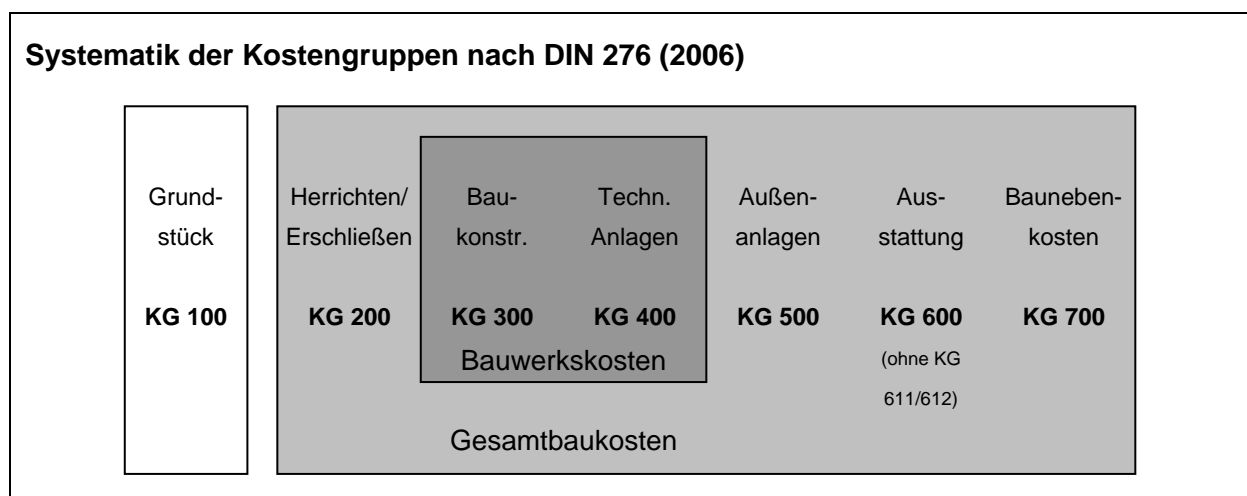 Systematik der Kostengruppen nach DIN 276 (2006)
Grund-
stück
KG 100
Herrichten/
Erschließen
KG 200
Bau-
konstr.
KG 300
Techn.
Anlagen
KG 400
Bauwerkskosten
Außen-
anlagen
KG 500
Aus-
stattung
KG 600
(ohne KG
611/612)
Bauneben-
kosten
KG 700
Gesamtbaukosten